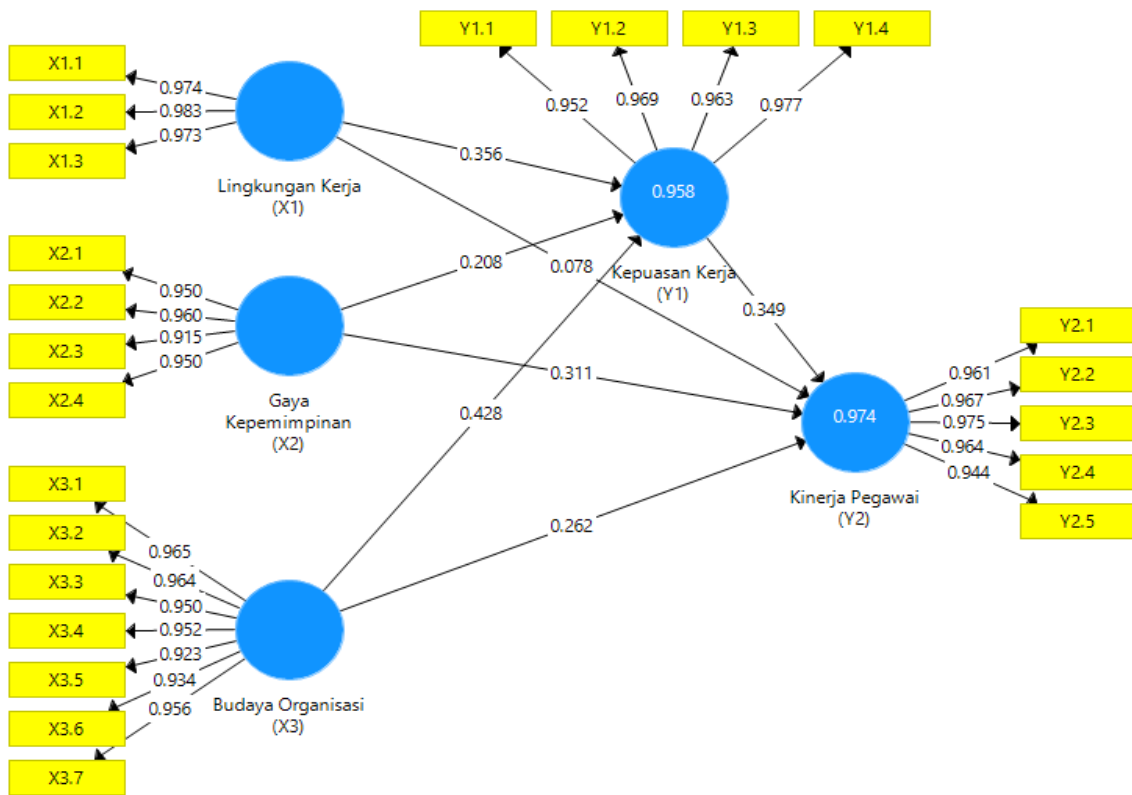 Y1.1
Y1.2
Y1.3
Y1.4
X1.1
X1.2
X1.3
0.974
0.983
0.973
Lingkungan Kerja
(X1)
0.952
0.969
0.963
0.977
0.356
0.958
Kepuasan Kerja
(Y1)
X2.1
X2.2
X2.3
X2.4
0.950
0.960
0.915
0.950
Gaya
Kepemimpinan
(X2)
0.208
0.078
0.349
0.311
0.428
0.974
Kinerja Pegawai
(Y2)
0.961
0.967
0.975
0.964
0.944
Y2.1
Y2.2
Y2.3
Y2.4
Y2.5
X3.1
X3.2
X3.3
X3.4
X3.5
X3.6
X3.7
0.965
0.964
0.950
0.952
0.923
0.934
0.956
Budaya Organisasi
(X3)
0.262